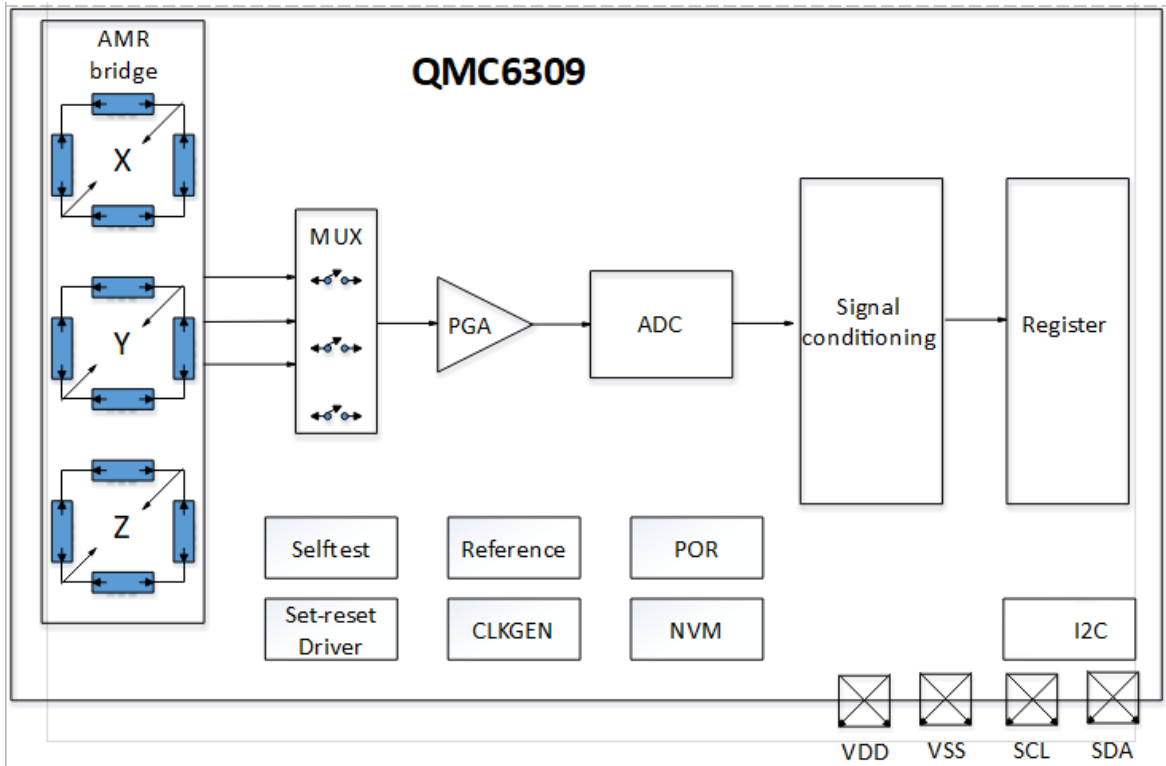 AMR
bridge
QMC6309
X
Y
Z
MUX
PGA
ADC
Signal
conditioning
Register
Selftest
Reference
POR
Set-reset
Driver
CLKGEN
NVM
I2C
VDD
VSS
SCL
SDA